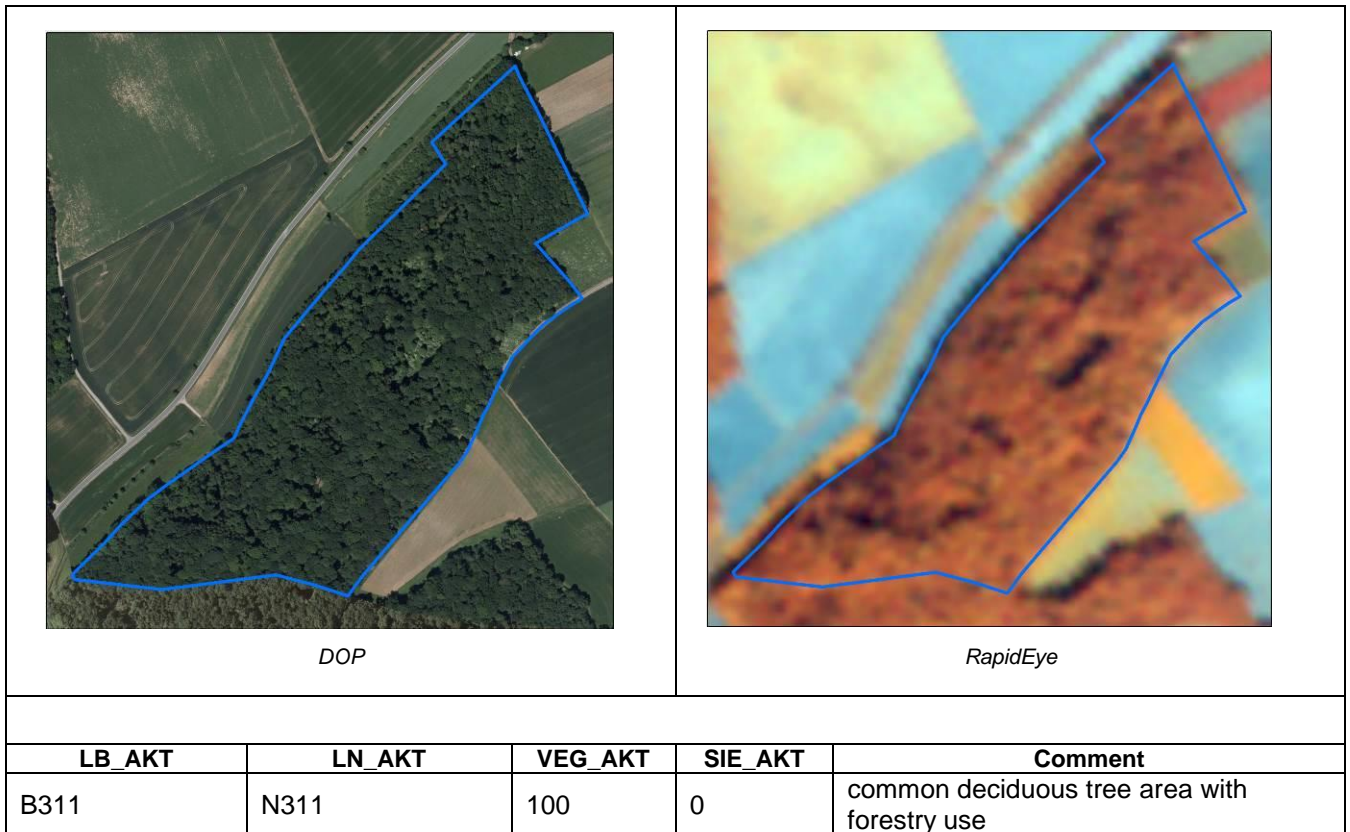 DOP
RapidEye
LB_AKT LN_AKT VEG_AKT SIE_AKT Comment
B311 N311 100 0 common deciduous tree area with
forestry use